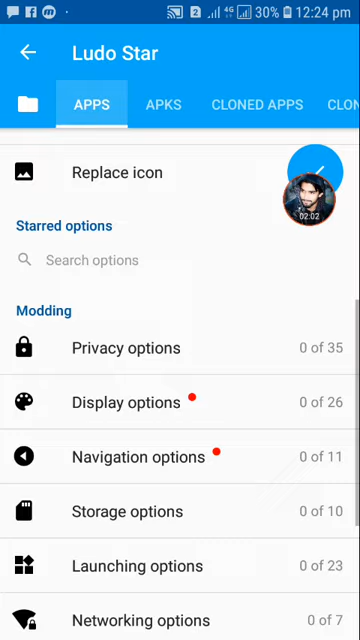 2 4G 30% 12:24 pm
Ludo Star
APPS APKS CLONED APPS CLON
Replace icon
02:02
Starred options
Search options
Modding
Privacy options 0 of 35
Display options 0 of 26
Navigation options 0 of 11
Storage options 0 of 10
Launching options 0 of 23
Networking options 0 of 7